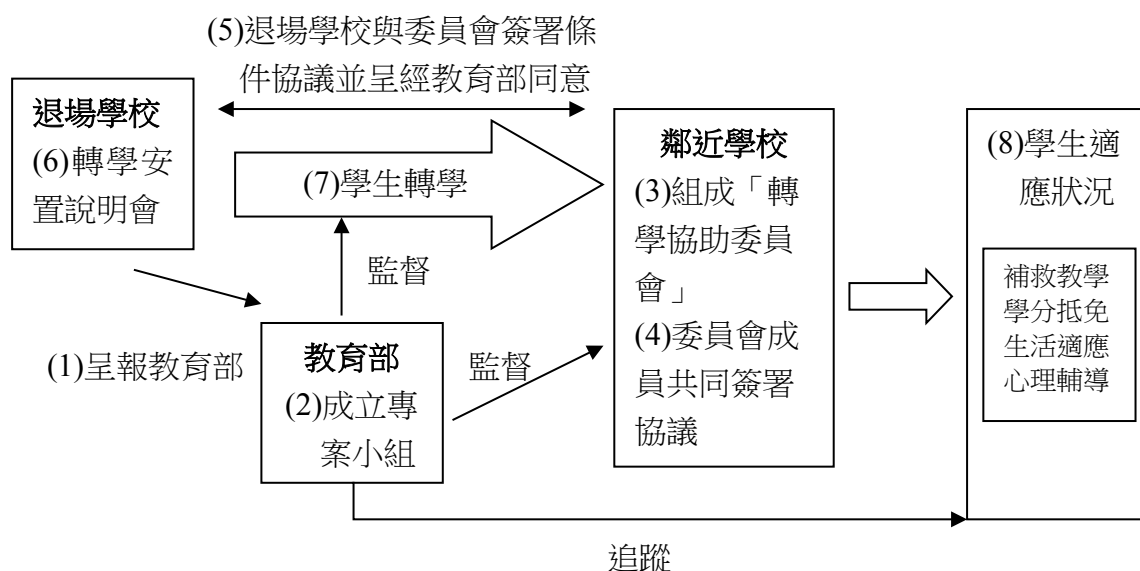 (5)退場學校與委員會簽署條
件協議並呈經教育部同意
退場學校
(6)轉學安
置說明會
(7)學生轉學
鄰近學校
(3)組成「轉
學協助委員
會」
(4)委員會成
員共同簽署
協議
(8)學生適
應狀況
補救教學
學分抵免
生活適應
心理輔導
監督
(1)呈報教育部
教育部
(2)成立專
案小組
監督
追蹤